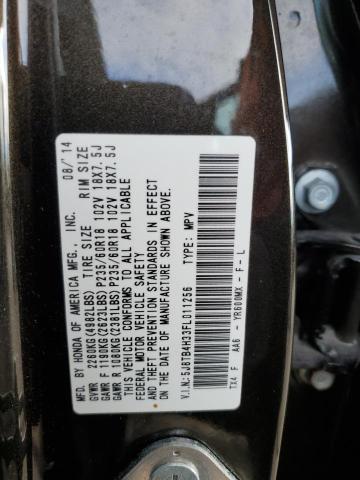 MFD. BY HONDA OF AMERICA MFG., INC. 08/14
GVWR 2260KG(4982LBS) TIRE SIZE RIM SIZE
GAWR F 1190KG(2623LBS) P235/60R18 102V 18X7.5J
GAWR R 1080KG(2381LBS) P235/60R18 102V 18X7.5J
THIS VEHICLE CONFORMS TO ALL APPLICABLE
FEDERAL MOTOR VEHICLE SAFETY
AND THEFT PREVENTION STANDARDS IN EFFECT
ON THE DATE OF MANUFACTURE SHOWN ABOVE.
V.I.N.:5J8TB4H33FL011256 TYPE: MPV
TX4 F AA6 - YR600MX - F - L